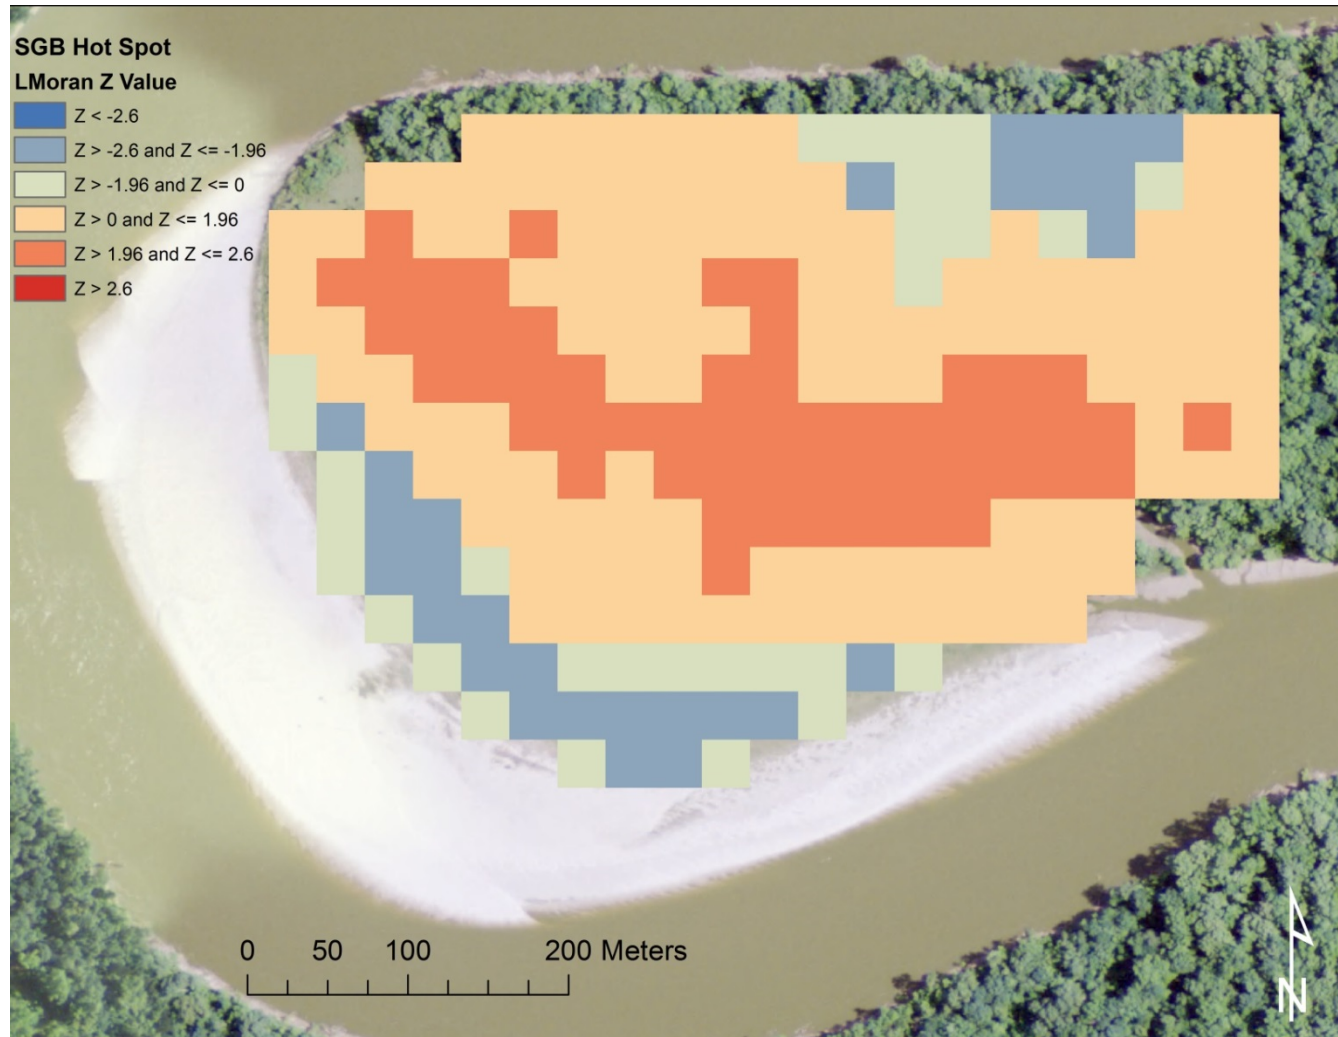 SGB Hot Spot
LMoran Z Value
Z < -2.6
Z > -2.6 and Z <= -1.96
Z > -1.96 and Z <= 0
Z > 0 and Z <= 1.96
Z > 1.96 and Z <= 2.6
Z > 2.6
0 50 100 200 Meters
N